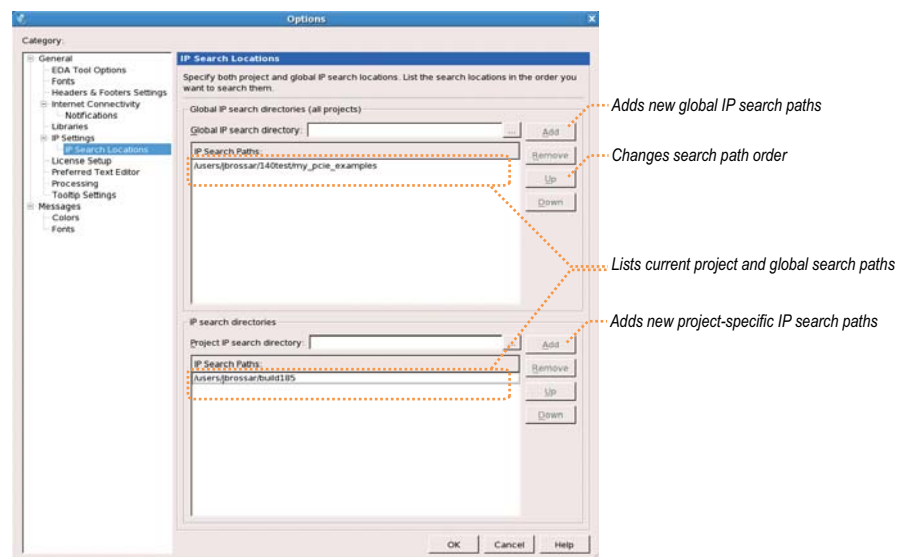 Options
Category:
General
EDA Tool Options
Fonts
Headers & Footers Settings
Internet Connectivity
Notifications
Libraries
IP Settings
IP Search Locations
License Setup
Preferred Text Editor
Processing
Tooltip Settings
Messages
Colors
Fonts
IP Search Locations
Specify both project and global IP search locations. List the search locations in the order you
want to search them.
Global IP search directories (all projects)
Global IP search directory:
...
Add
IP Search Paths:
/users/jbrossar/140test/my_pcie_examples
Remove
Up
Down
IP search directories
Project IP search directory:
...
Add
IP Search Paths:
/users/jbrossar/build185
Remove
Up
Down
OK
Cancel
Help
Adds new global IP search paths
Changes search path order
Lists current project and global search paths
Adds new project-specific IP search paths